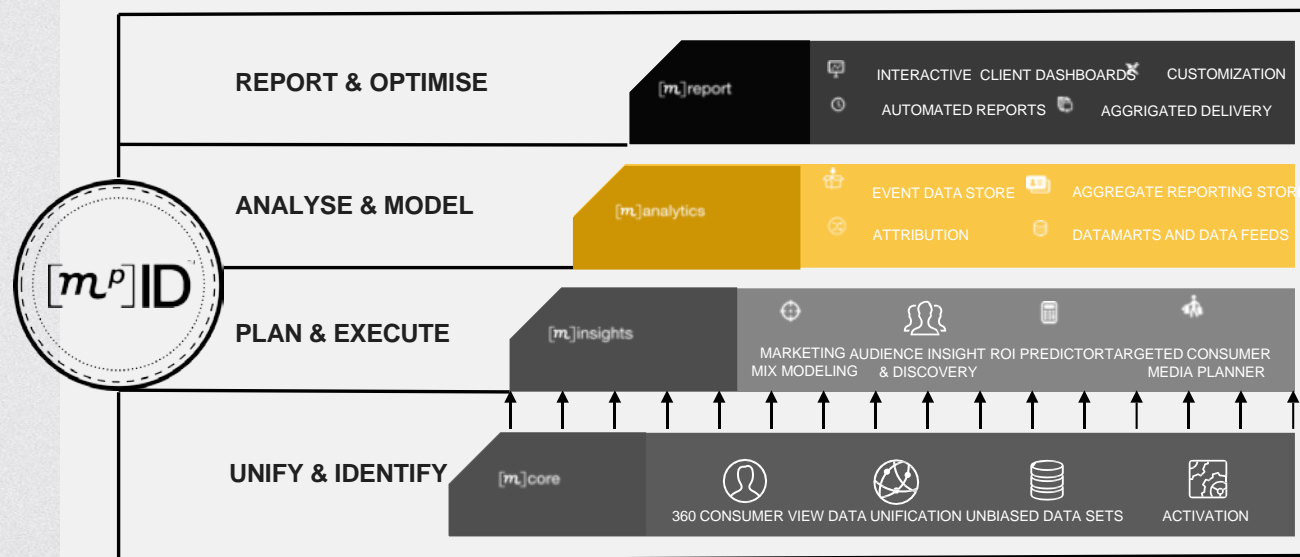 REPORT & OPTIMISE
[m]report
INTERACTIVE CLIENT DASHBOARDS
CUSTOMIZATION
AUTOMATED REPORTS
AGGRIGATED DELIVERY
ANALYSE & MODEL
[m]analytics
EVENT DATA STORE
AGGREGATE REPORTING STOR
ATTRIBUTION
DATAMARTS AND DATA FEEDS
[mᵖ]ID
PLAN & EXECUTE
[m]insights
MARKETING
MIX MODELING
AUDIENCE INSIGHT
& DISCOVERY
ROI PREDICTOR
TARGETED CONSUMER
MEDIA PLANNER
UNIFY & IDENTIFY
[m]core
360 CONSUMER VIEW
DATA UNIFICATION
UNBIASED DATA SETS
ACTIVATION